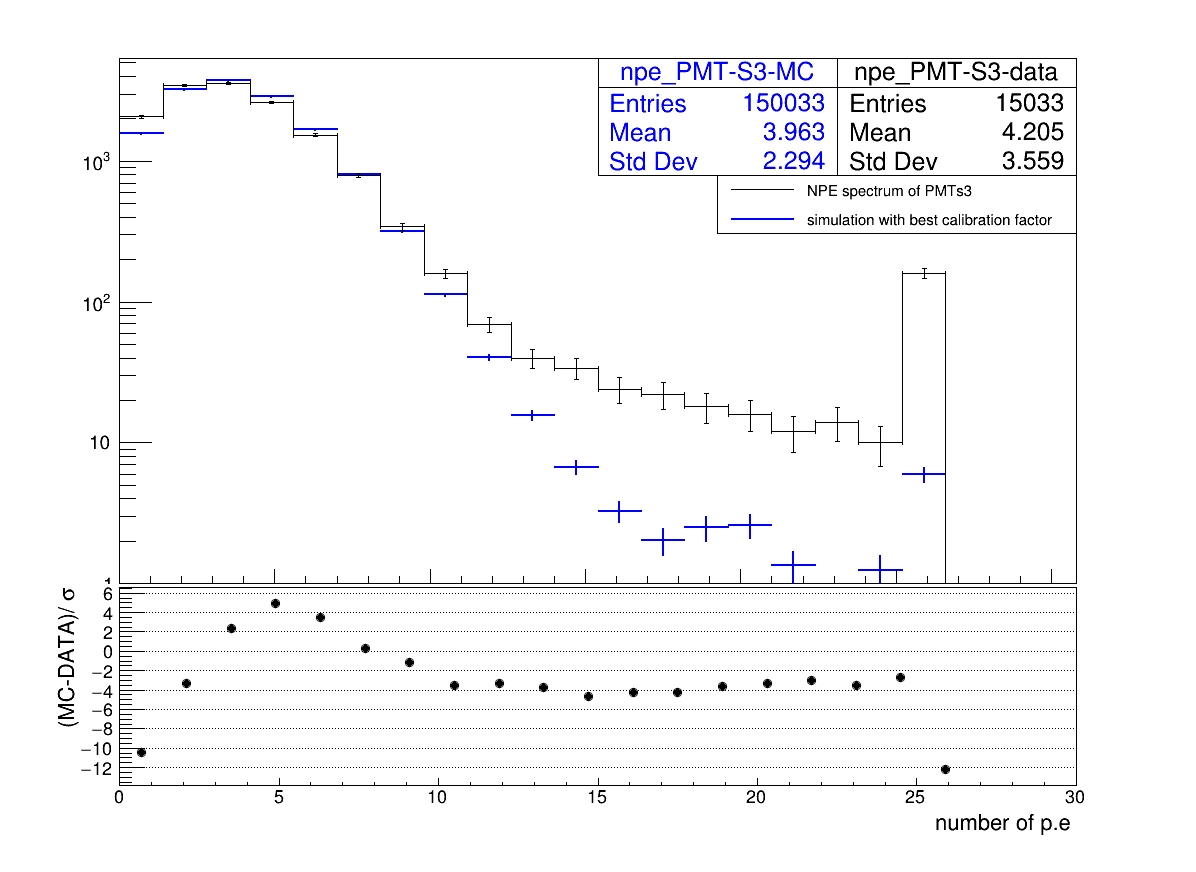 npe_PMT-S3-MC
Entries 150033
Mean 3.963
Std Dev 2.294
npe_PMT-S3-data
Entries 15033
Mean 4.205
Std Dev 3.559
NPE spectrum of PMTs3
simulation with best calibration factor
10³
10²
10
(MC-DATA)/ σ
6
4
2
0
−2
−4
−6
−8
−10
−12
0 5 10 15 20 25 30
number of p.e